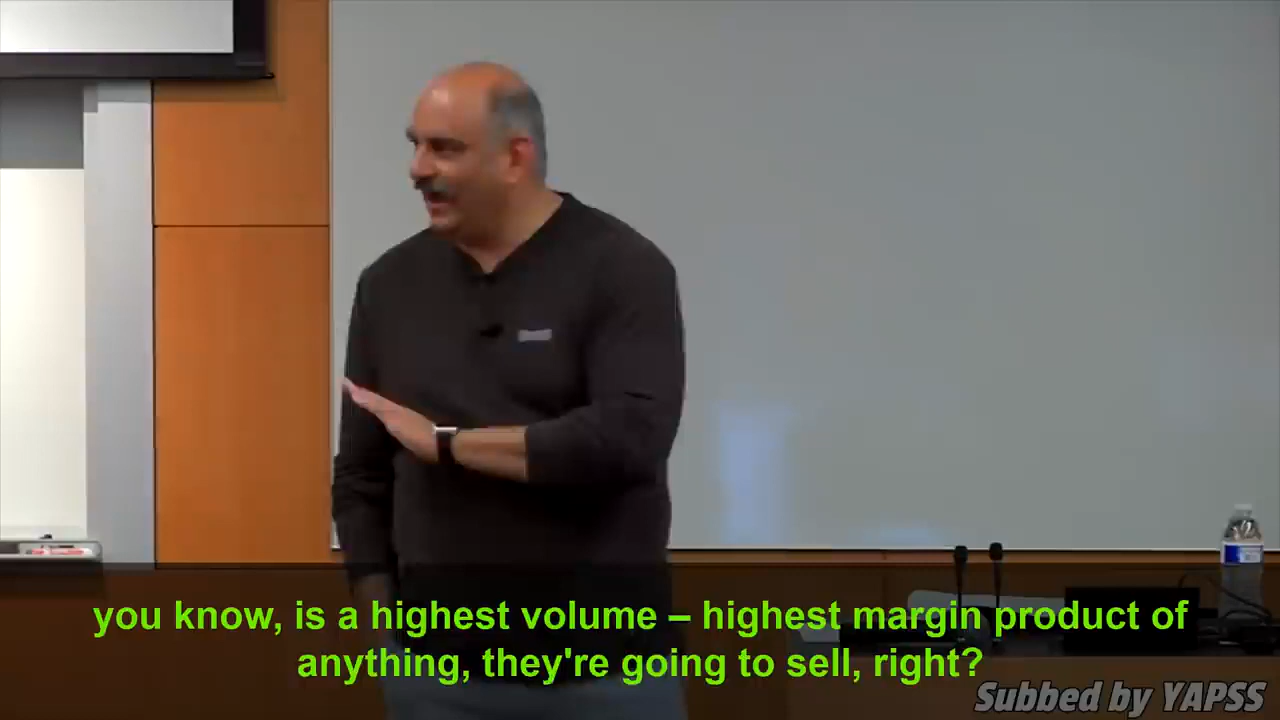 you know, is a highest volume – highest margin product of
anything, they're going to sell, right?
Subbed by YAPSS